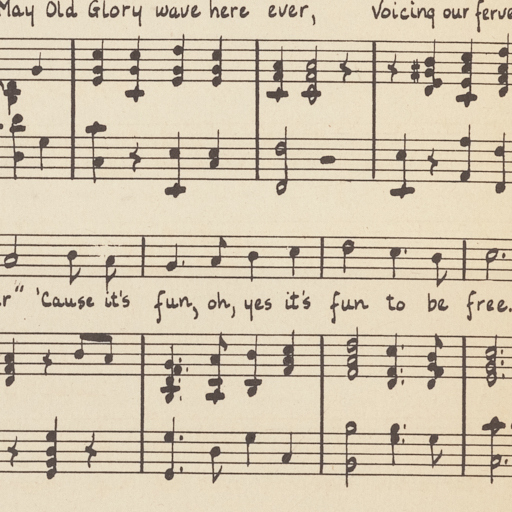 May Old Glory wave here ever, Voicing our ferve
r" 'Cause it's fun, oh, yes it's fun to be free.